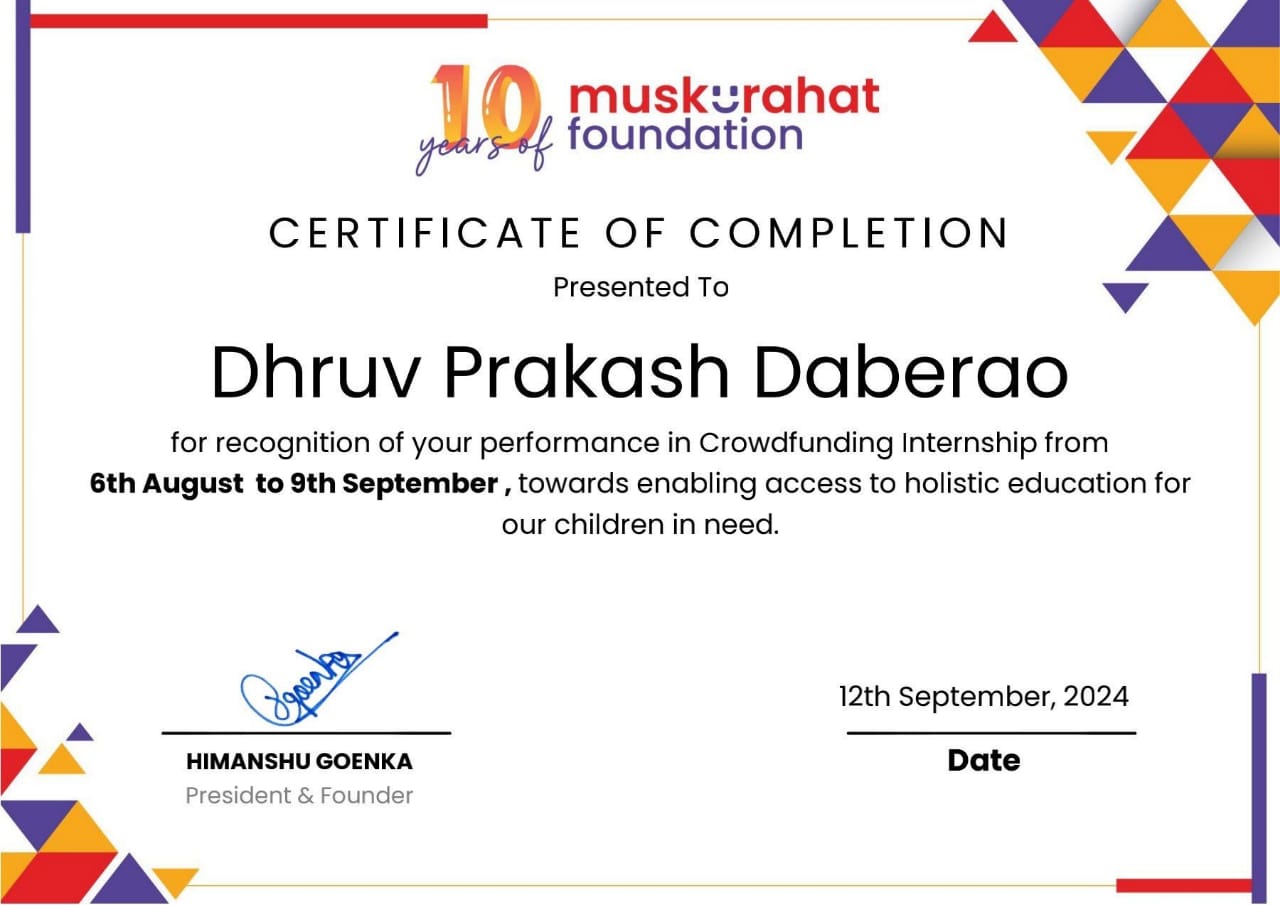 10
years of
muskurahat
foundation
CERTIFICATE OF COMPLETION
Presented To
Dhruv Prakash Daberao
for recognition of your performance in Crowdfunding Internship from
6th August to 9th September , towards enabling access to holistic education for
our children in need.
Goenka
12th September, 2024
HIMANSHU GOENKA
Date
President & Founder